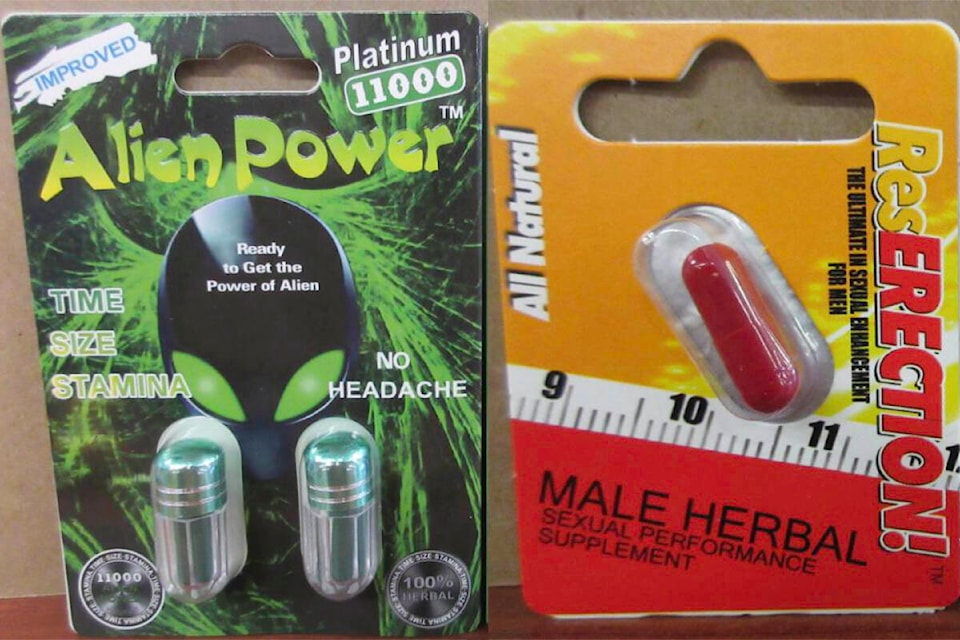 IMPROVED
Platinum
11000
Alien Power™
Ready
to Get the
Power of Alien
TIME
SIZE
STAMINA
NO
HEADACHE
11000
100%
HERBAL
All Natural
ResERECTION!™
THE ULTIMATE IN SEXUAL ENHANCEMENT
FOR MEN
9 10 11
MALE HERBAL
SEXUAL PERFORMANCE
SUPPLEMENT